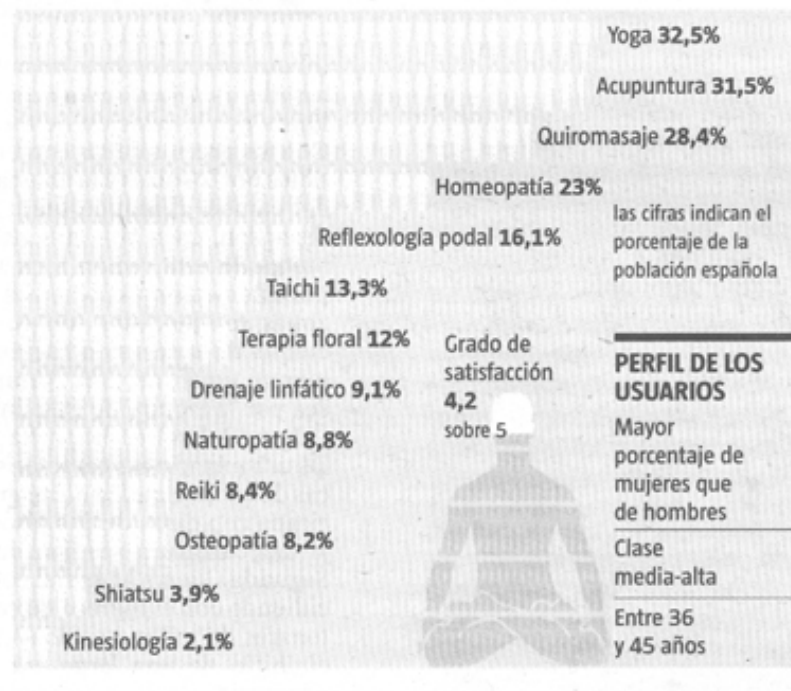 Yoga 32,5%
Acupuntura 31,5%
Quiromasaje 28,4%
Homeopatía 23%
Reflexología podal 16,1%
Taichi 13,3%
Terapia floral 12%
Drenaje linfático 9,1%
Naturopatía 8,8%
Reiki 8,4%
Osteopatía 8,2%
Shiatsu 3,9%
Kinesiología 2,1%
las cifras indican el
porcentaje de la
población española
Grado de
satisfacción
4,2
sobre 5
PERFIL DE LOS
USUARIOS
Mayor
porcentaje de
mujeres que
de hombres
Clase
media-alta
Entre 36
y 45 años